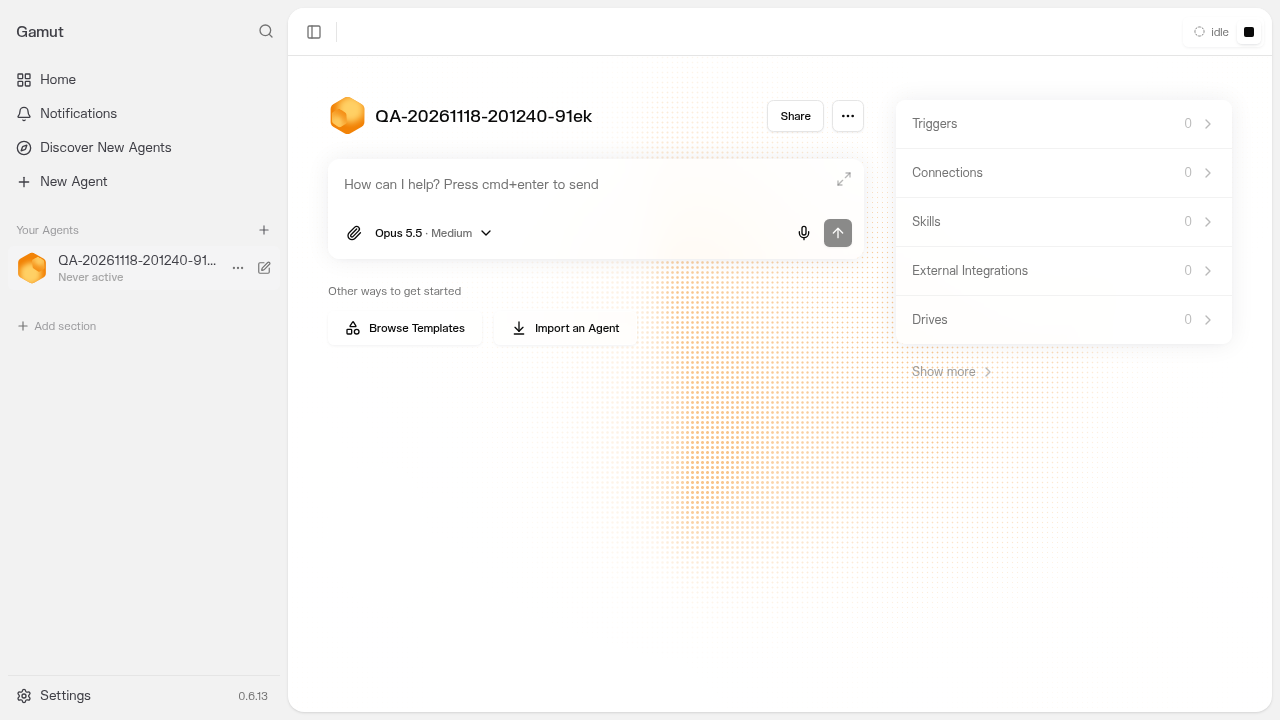 Gamut
Home
Notifications
Discover New Agents
New Agent
Your Agents
QA-20261118-201240-91...
Never active
Add section
Settings
0.6.13
idle
QA-20261118-201240-91ek
Share
How can I help? Press cmd+enter to send
Opus 5.5 · Medium
Other ways to get started
Browse Templates
Import an Agent
Triggers 0
Connections 0
Skills 0
External Integrations 0
Drives 0
Show more